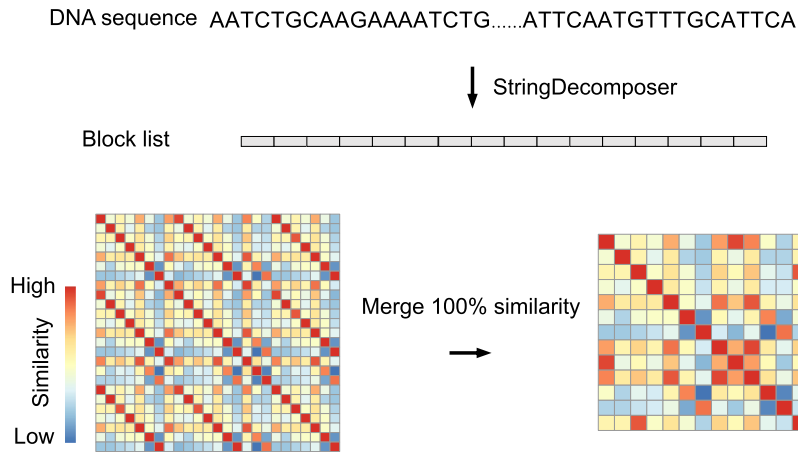 DNA sequence AATCTGCAAGAAAATCTG......ATTCAATGTTTGCATTCA
StringDecomposer
Block list
High
Similarity
Low
Merge 100% similarity